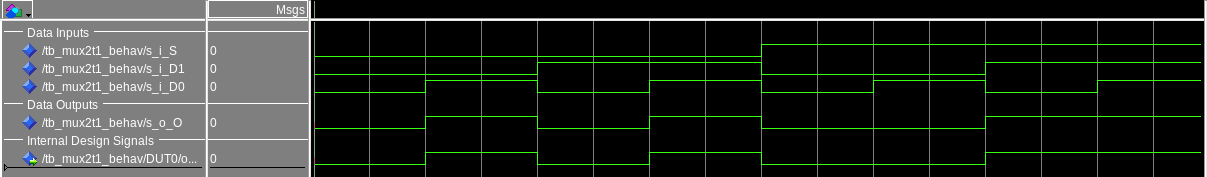 Msgs
Data Inputs
/tb_mux2t1_behav/s_i_S 0
/tb_mux2t1_behav/s_i_D1 0
/tb_mux2t1_behav/s_i_D0 0
Data Outputs
/tb_mux2t1_behav/s_o_O 0
Internal Design Signals
/tb_mux2t1_behav/DUT0/o... 0